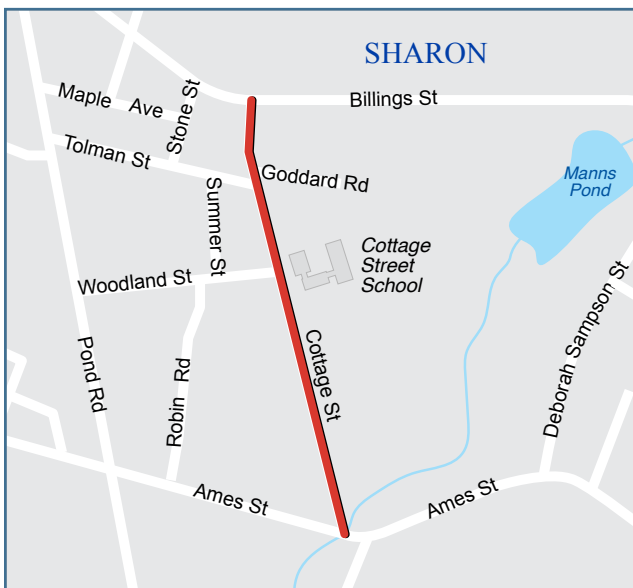 SHARON
Billings St
Maple Ave
Stone St
Tolman St
Goddard Rd
Manns
Pond
Summer St
Cottage
Street
School
Woodland St
Deborah Sampson St
Pond Rd
Robin Rd
Cottage St
Ames St
Ames St